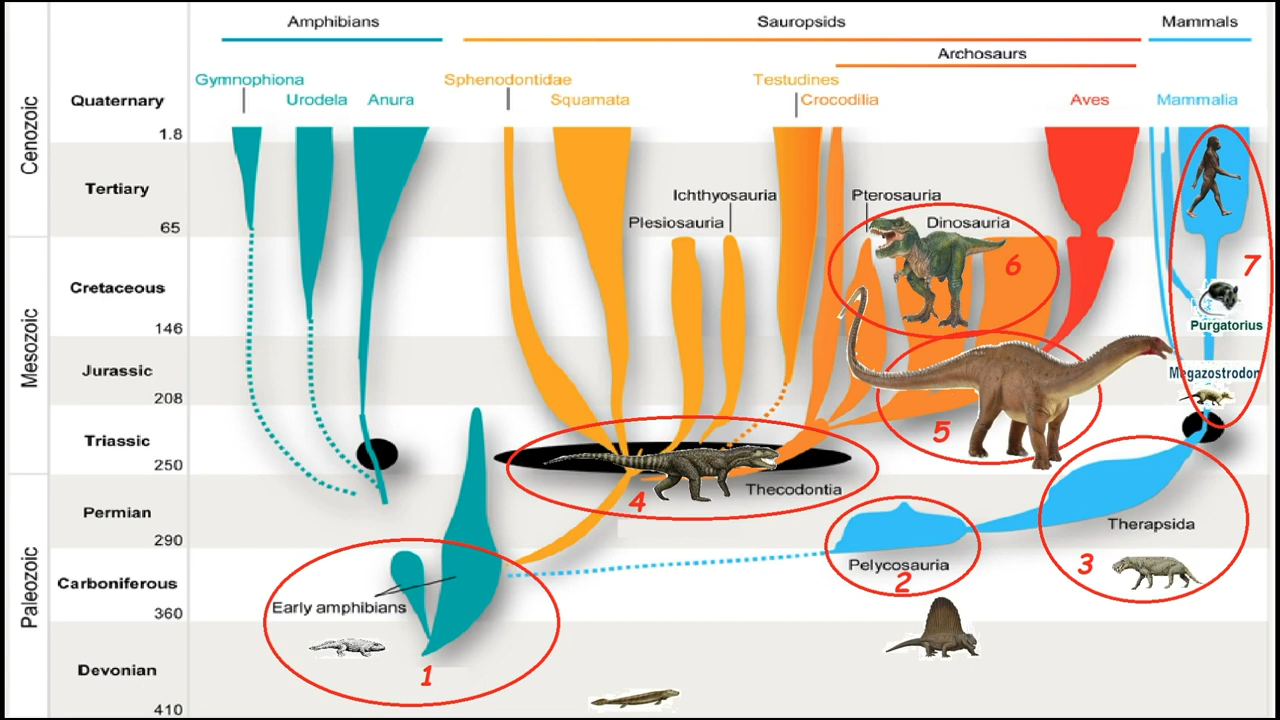 Amphibians
Sauropsids
Mammals
Archosaurs
Gymnophiona
Sphenodontidae
Testudines
Urodela
Anura
Squamata
Crocodilia
Aves
Mammalia
Cenozoic
Quaternary
1.8
Tertiary
65
Ichthyosauria
Pterosauria
Plesiosauria
Dinosauria
6
7
Mesozoic
Cretaceous
146
Purgatorius
Jurassic
208
Megazostrodon
Triassic
250
5
4
Thecodontia
Paleozoic
Permian
290
Therapsida
Pelycosauria
2
3
Carboniferous
360
Early amphibians
1
Devonian
410